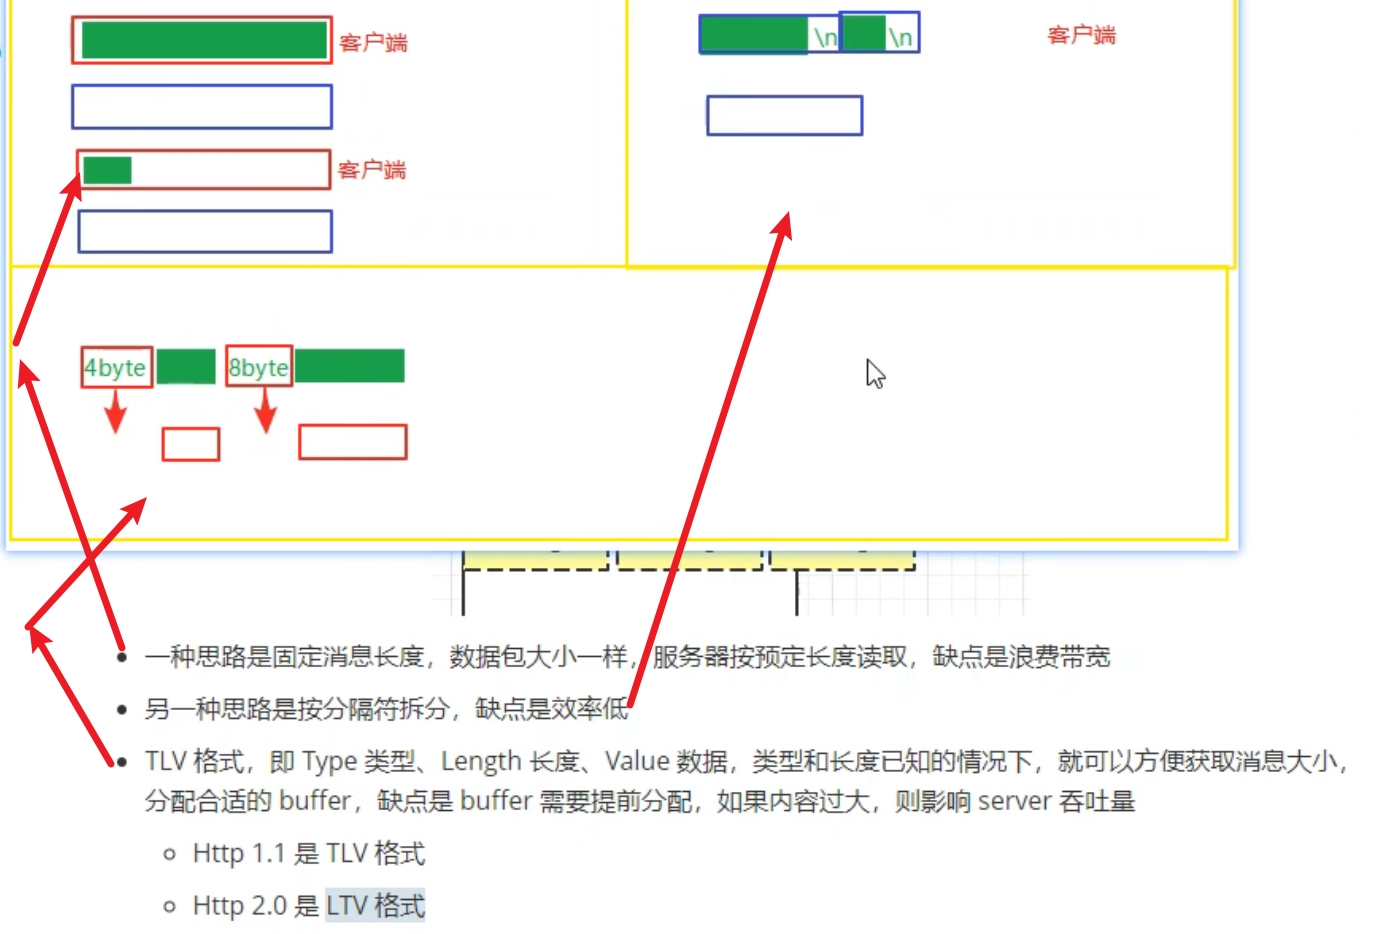 客户端
\n
\n
客户端
客户端
4byte
8byte
一种思路是固定消息长度，数据包大小一样，服务器按预定长度读取，缺点是浪费带宽
另一种思路是按分隔符拆分，缺点是效率低
TLV 格式，即 Type 类型、Length 长度、Value 数据，类型和长度已知的情况下，就可以方便获取消息大小，
分配合适的 buffer，缺点是 buffer 需要提前分配，如果内容过大，则影响 server 吞吐量
Http 1.1 是 TLV 格式
Http 2.0 是 LTV 格式